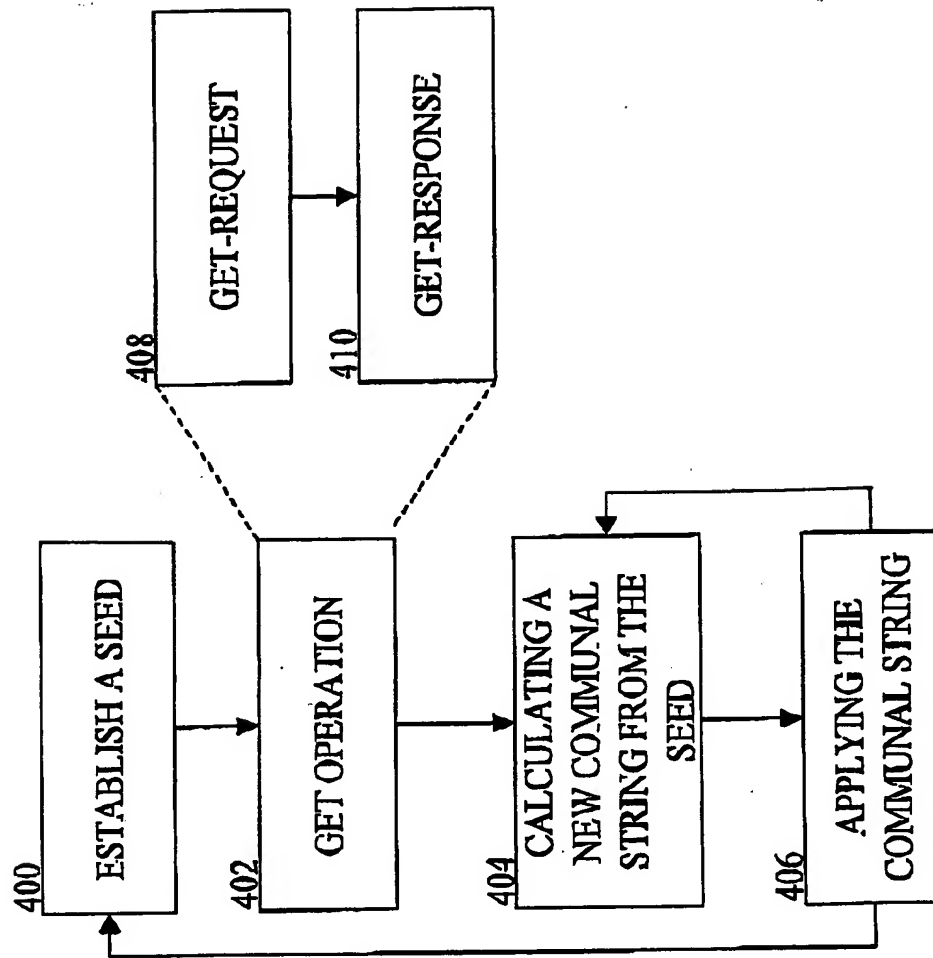 400
ESTABLISH A SEED
402
GET OPERATION
404
CALCULATING A
NEW COMMUNAL
STRING FROM THE
SEED
406
APPLYING THE
COMMUNAL STRING
408
GET-REQUEST
410
GET-RESPONSE